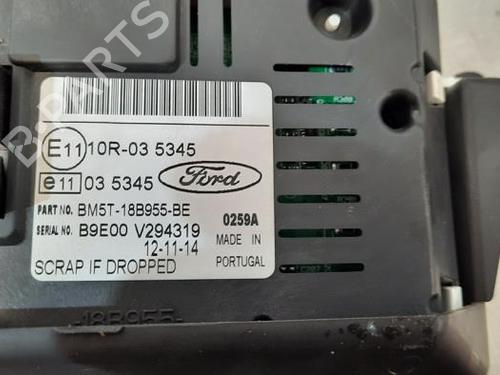 B-PARTS
E11 10R-03 5345
e11 03 5345 Ford
PART NO. BM5T-18B955-BE 0259A
SERIAL NO. B9E00 V294319
12-11-14 MADE IN
SCRAP IF DROPPED PORTUGAL
-18B955-